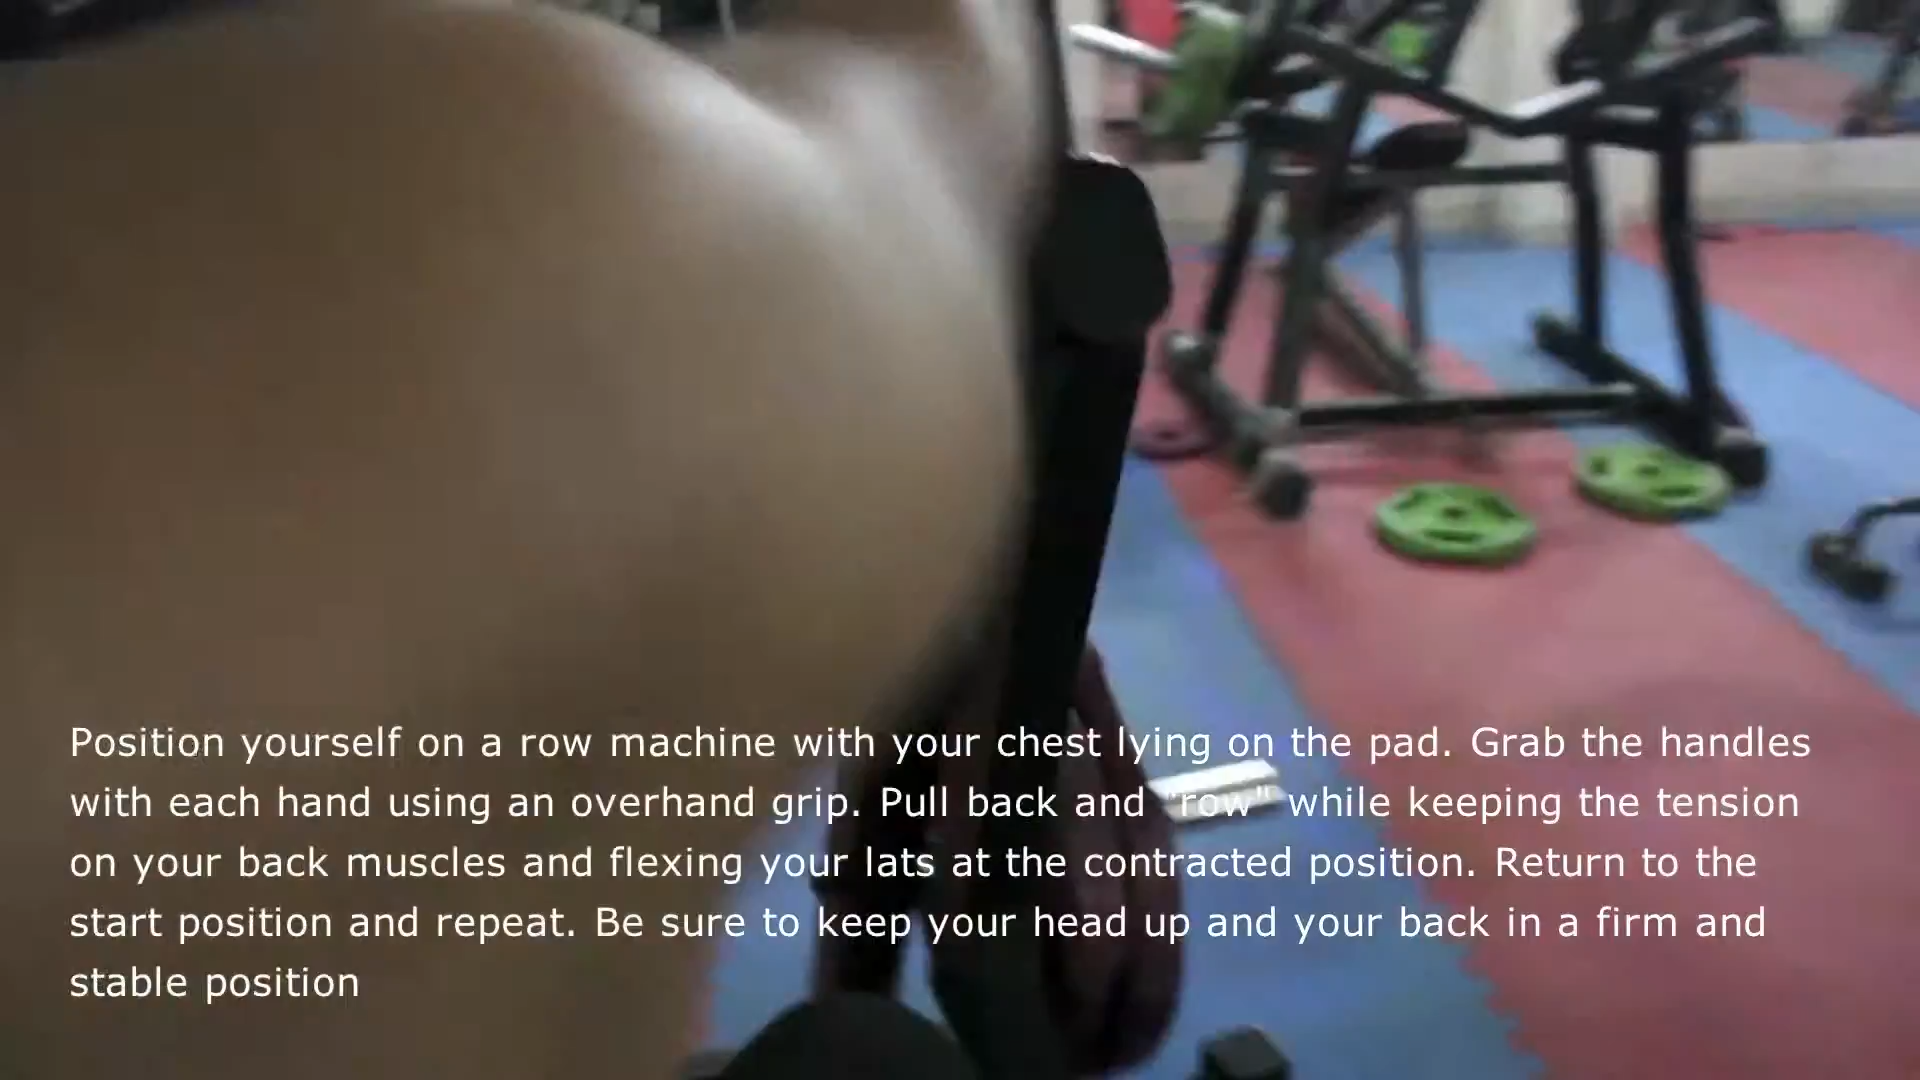 Position yourself on a row machine with your chest lying on the pad. Grab the handles
with each hand using an overhand grip. Pull back and "row" while keeping the tension
on your back muscles and flexing your lats at the contracted position. Return to the
start position and repeat. Be sure to keep your head up and your back in a firm and
stable position